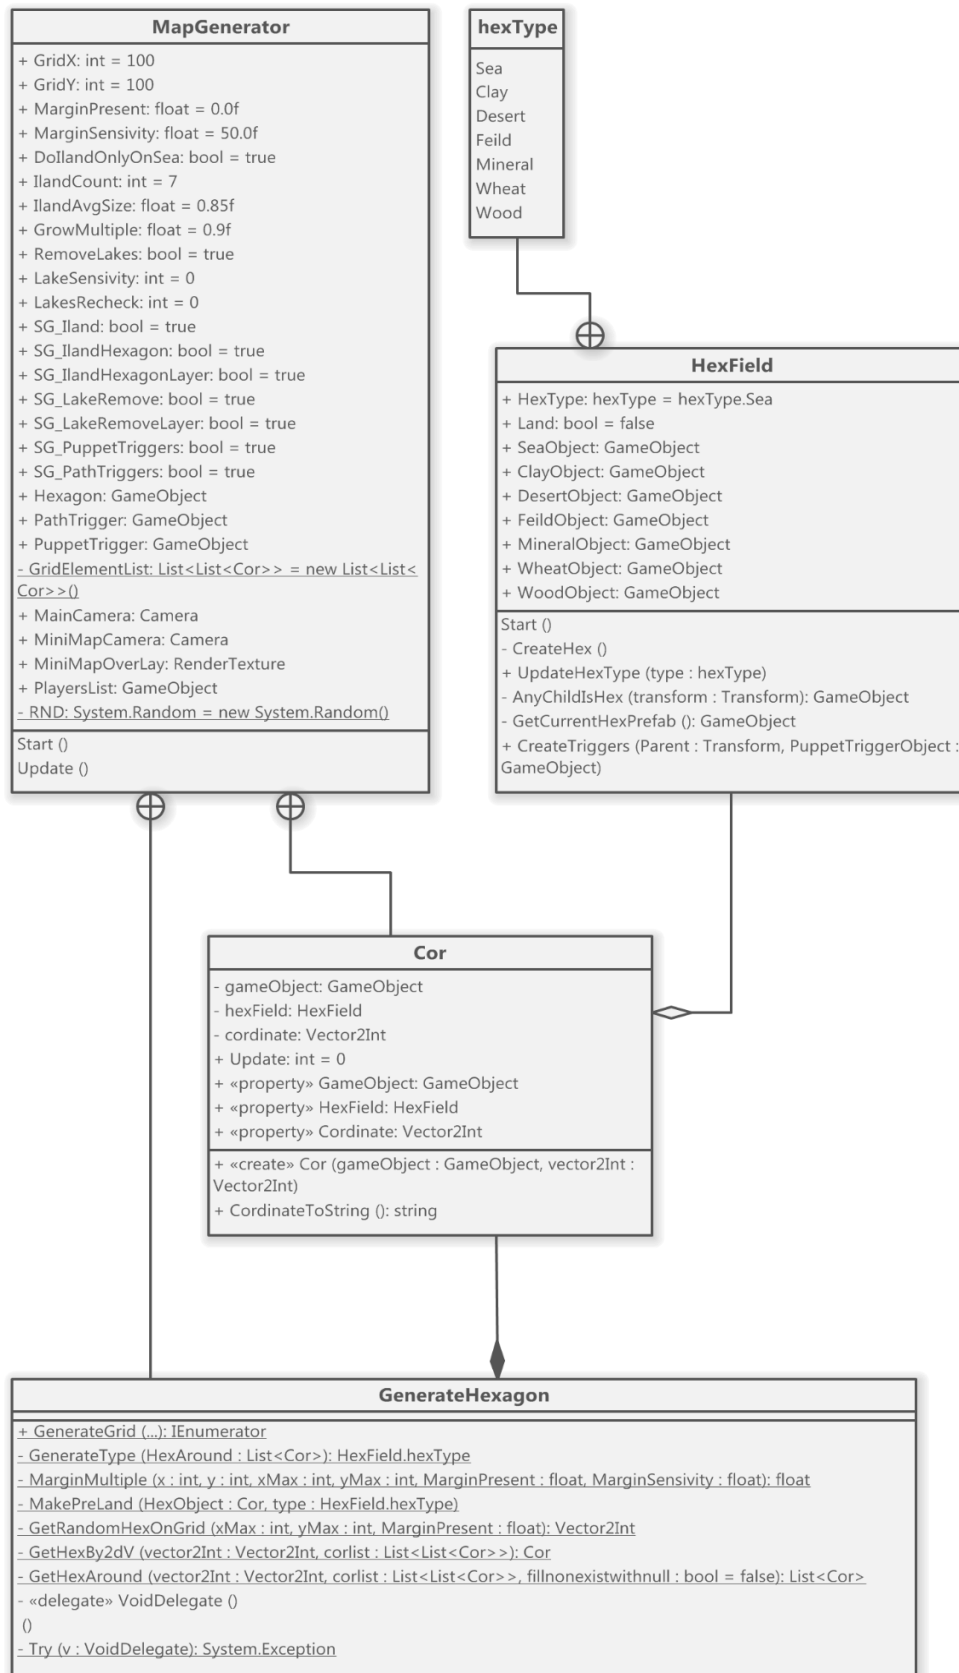 MapGenerator
+ GridX: int = 100
+ GridY: int = 100
+ MarginPresent: float = 0.0f
+ MarginSensivity: float = 50.0f
+ DoIlandOnlyOnSea: bool = true
+ IlandCount: int = 7
+ IlandAvgSize: float = 0.85f
+ GrowMultiple: float = 0.9f
+ RemoveLakes: bool = true
+ LakeSensivity: int = 0
+ LakesRecheck: int = 0
+ SG_Iland: bool = true
+ SG_IlandHexagon: bool = true
+ SG_IlandHexagonLayer: bool = true
+ SG_LakeRemove: bool = true
+ SG_LakeRemoveLayer: bool = true
+ SG_PuppetTriggers: bool = true
+ SG_PathTriggers: bool = true
+ Hexagon: GameObject
+ PathTrigger: GameObject
+ PuppetTrigger: GameObject
- GridElementList: List<List<Cor>> = new List<List<
Cor>>()
+ MainCamera: Camera
+ MiniMapCamera: Camera
+ MiniMapOverLay: RenderTexture
+ PlayersList: GameObject
- RND: System.Random = new System.Random()
Start ()
Update ()
hexType
Sea
Clay
Desert
Feild
Mineral
Wheat
Wood
HexField
+ HexType: hexType = hexType.Sea
+ Land: bool = false
+ SeaObject: GameObject
+ ClayObject: GameObject
+ DesertObject: GameObject
+ FeildObject: GameObject
+ MineralObject: GameObject
+ WheatObject: GameObject
+ WoodObject: GameObject
Start ()
- CreateHex ()
+ UpdateHexType (type : hexType)
- AnyChildIsHex (transform : Transform): GameObject
- GetCurrentHexPrefab (): GameObject
+ CreateTriggers (Parent : Transform, PuppetTriggerObject :
GameObject)
Cor
- gameObject: GameObject
- hexField: HexField
- cordinate: Vector2Int
+ Update: int = 0
+ «property» GameObject: GameObject
+ «property» HexField: HexField
+ «property» Cordinate: Vector2Int
+ «create» Cor (gameObject : GameObject, vector2Int :
Vector2Int)
+ CordinateToString (): string
GenerateHexagon
+ GenerateGrid (...): IEnumerator
- GenerateType (HexAround : List<Cor>): HexField.hexType
- MarginMultiple (x : int, y : int, xMax : int, yMax : int, MarginPresent : float, MarginSensivity : float): float
- MakePreLand (HexObject : Cor, type : HexField.hexType)
- GetRandomHexOnGrid (xMax : int, yMax : int, MarginPresent : float): Vector2Int
- GetHexBy2dV (vector2Int : Vector2Int, corlist : List<List<Cor>>): Cor
- GetHexAround (vector2Int : Vector2Int, corlist : List<List<Cor>>, fillnonexistwithnull : bool = false): List<Cor>
- «delegate» VoidDelegate ()
()
- Try (v : VoidDelegate): System.Exception